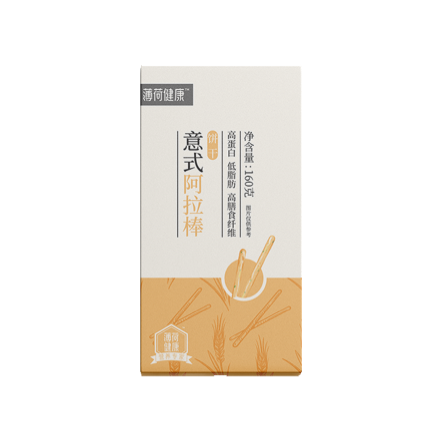 薄荷健康™
净含量:160克
图片仅供参考
高蛋白 低脂肪 高膳食纤维
饼干
意式阿拉棒
薄荷
健康